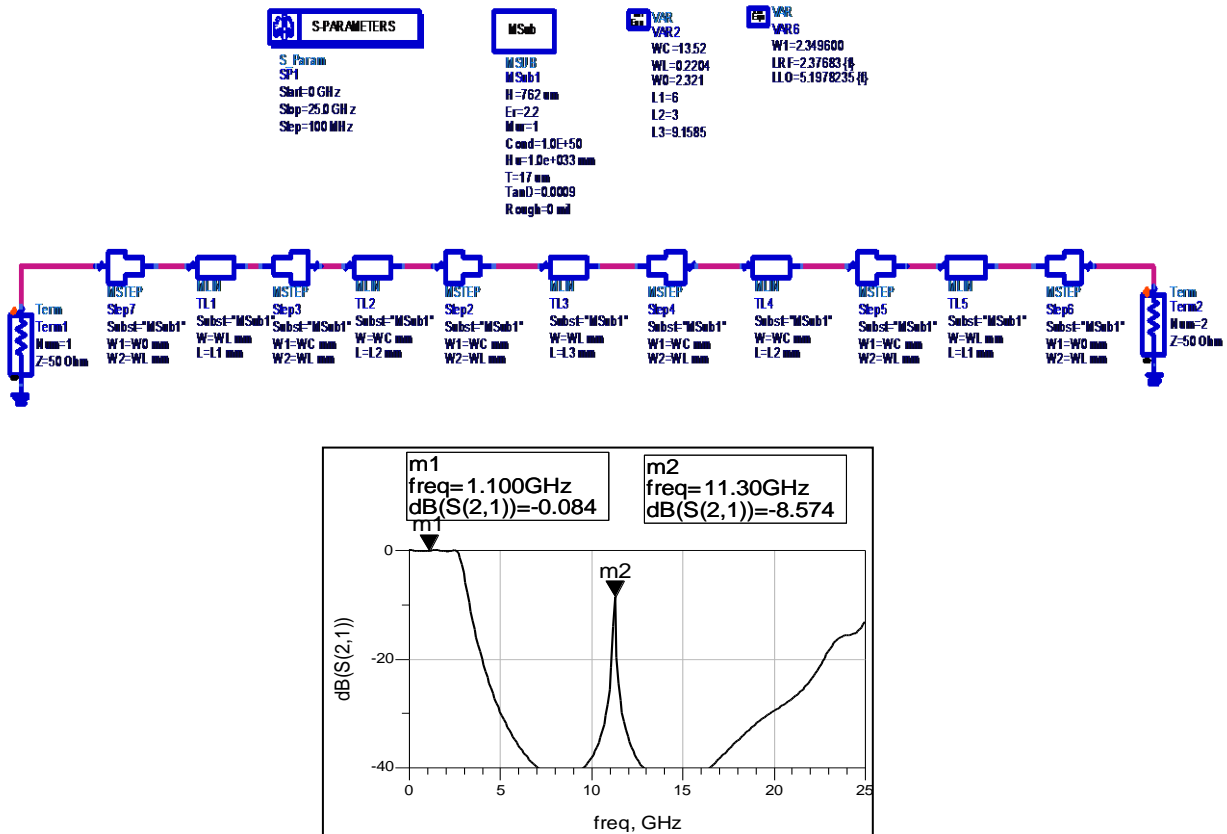 S-PARAMETERS
S_Param
SP1
Start=0 GHz
Stop=25.0 GHz
Step=100 MHz
MSub
MSUB
MSub1
H=762 um
Er=2.2
Mur=1
Cond=1.0E+50
Hu=1.0e+033 mm
T=17 um
TanD=0.0009
Rough=0 mil
VAR
VAR2
WC=13.52
WL=0.2204
W0=2.321
L1=6
L2=3
L3=9.1585
VAR
VAR6
W1=2.349600
LRF=2.37683 {t}
LLO=5.1978235 {t}
Term
Term1
Num=1
Z=50 Ohm
MSTEP
Step7
Subst="MSub1"
W1=W0 mm
W2=WL mm
MLIN
TL1
Subst="MSub1"
W=WL mm
L=L1 mm
MSTEP
Step3
Subst="MSub1"
W1=WC mm
W2=WL mm
MLIN
TL2
Subst="MSub1"
W=WC mm
L=L2 mm
MSTEP
Step2
Subst="MSub1"
W1=WC mm
W2=WL mm
MLIN
TL3
Subst="MSub1"
W=WL mm
L=L3 mm
MSTEP
Step4
Subst="MSub1"
W1=WC mm
W2=WL mm
MLIN
TL4
Subst="MSub1"
W=WC mm
L=L2 mm
MSTEP
Step5
Subst="MSub1"
W1=WC mm
W2=WL mm
MLIN
TL5
Subst="MSub1"
W=WL mm
L=L1 mm
MSTEP
Step6
Subst="MSub1"
W1=W0 mm
W2=WL mm
Term
Term2
Num=2
Z=50 Ohm
m1
freq=1.100GHz
dB(S(2,1))=-0.084
m2
freq=11.30GHz
dB(S(2,1))=-8.574
m1
m2
dB(S(2,1))
0
-20
-40
0
5
10
15
20
25
freq, GHz